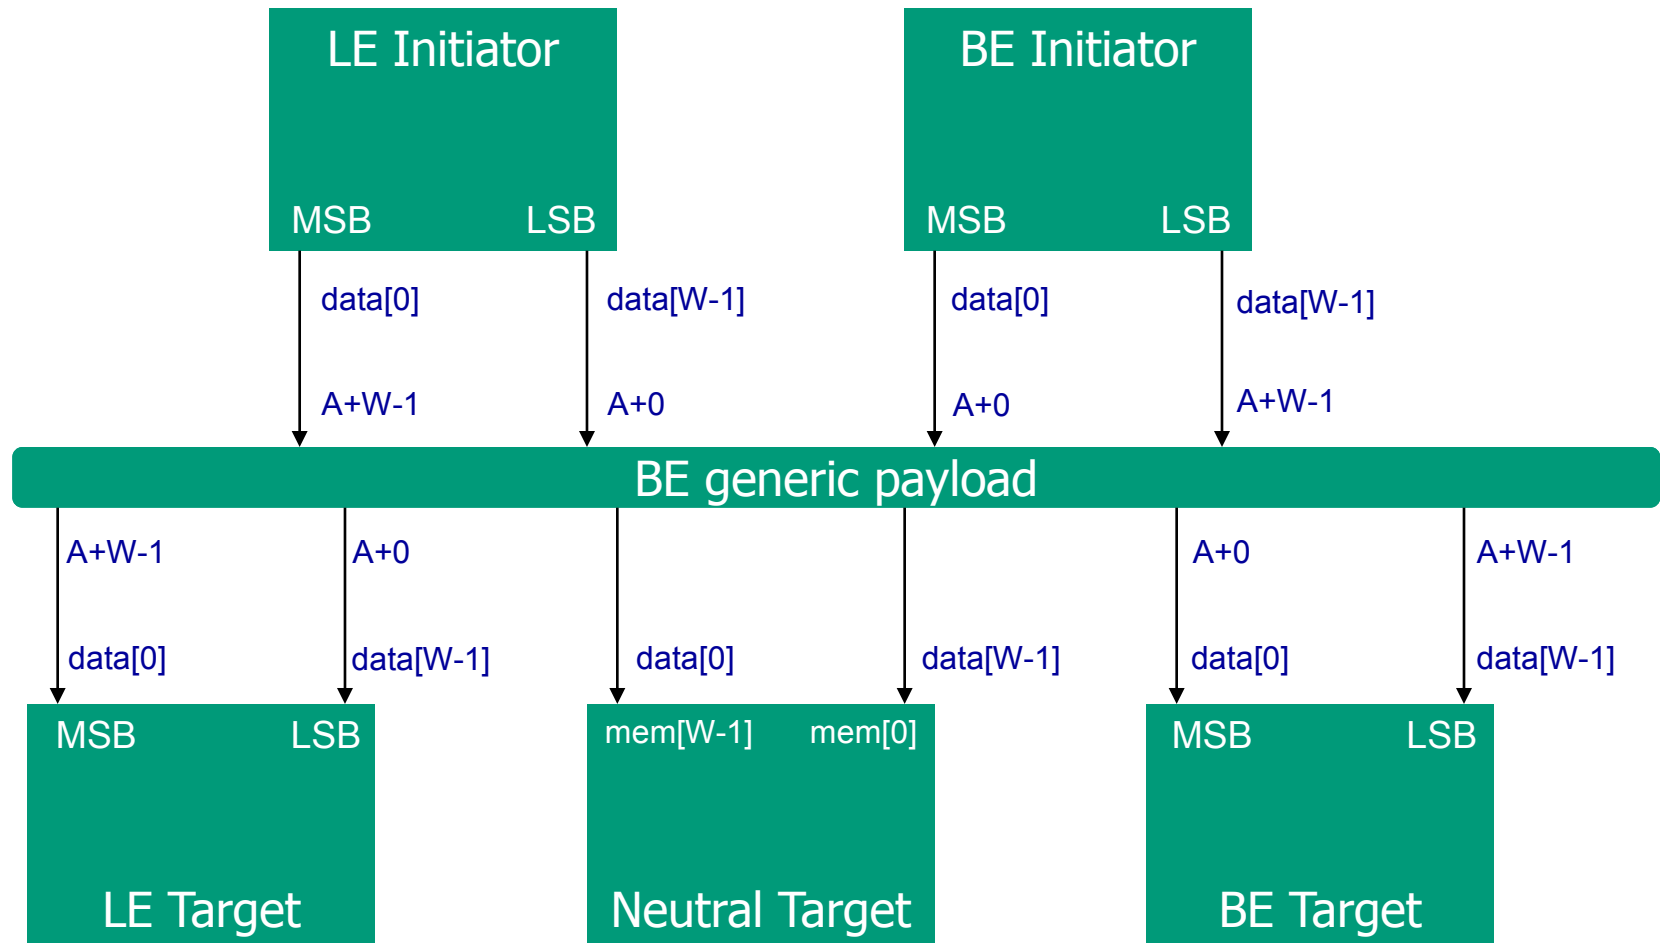 LE Initiator
BE Initiator
MSB LSB
MSB LSB
data[0] data[W-1] data[0] data[W-1]
A+W-1 A+0 A+0 A+W-1
BE generic payload
A+W-1 A+0 A+0 A+W-1
data[0] data[W-1] data[0] data[W-1] data[0] data[W-1]
MSB LSB
mem[W-1] mem[0]
MSB LSB
LE Target
Neutral Target
BE Target